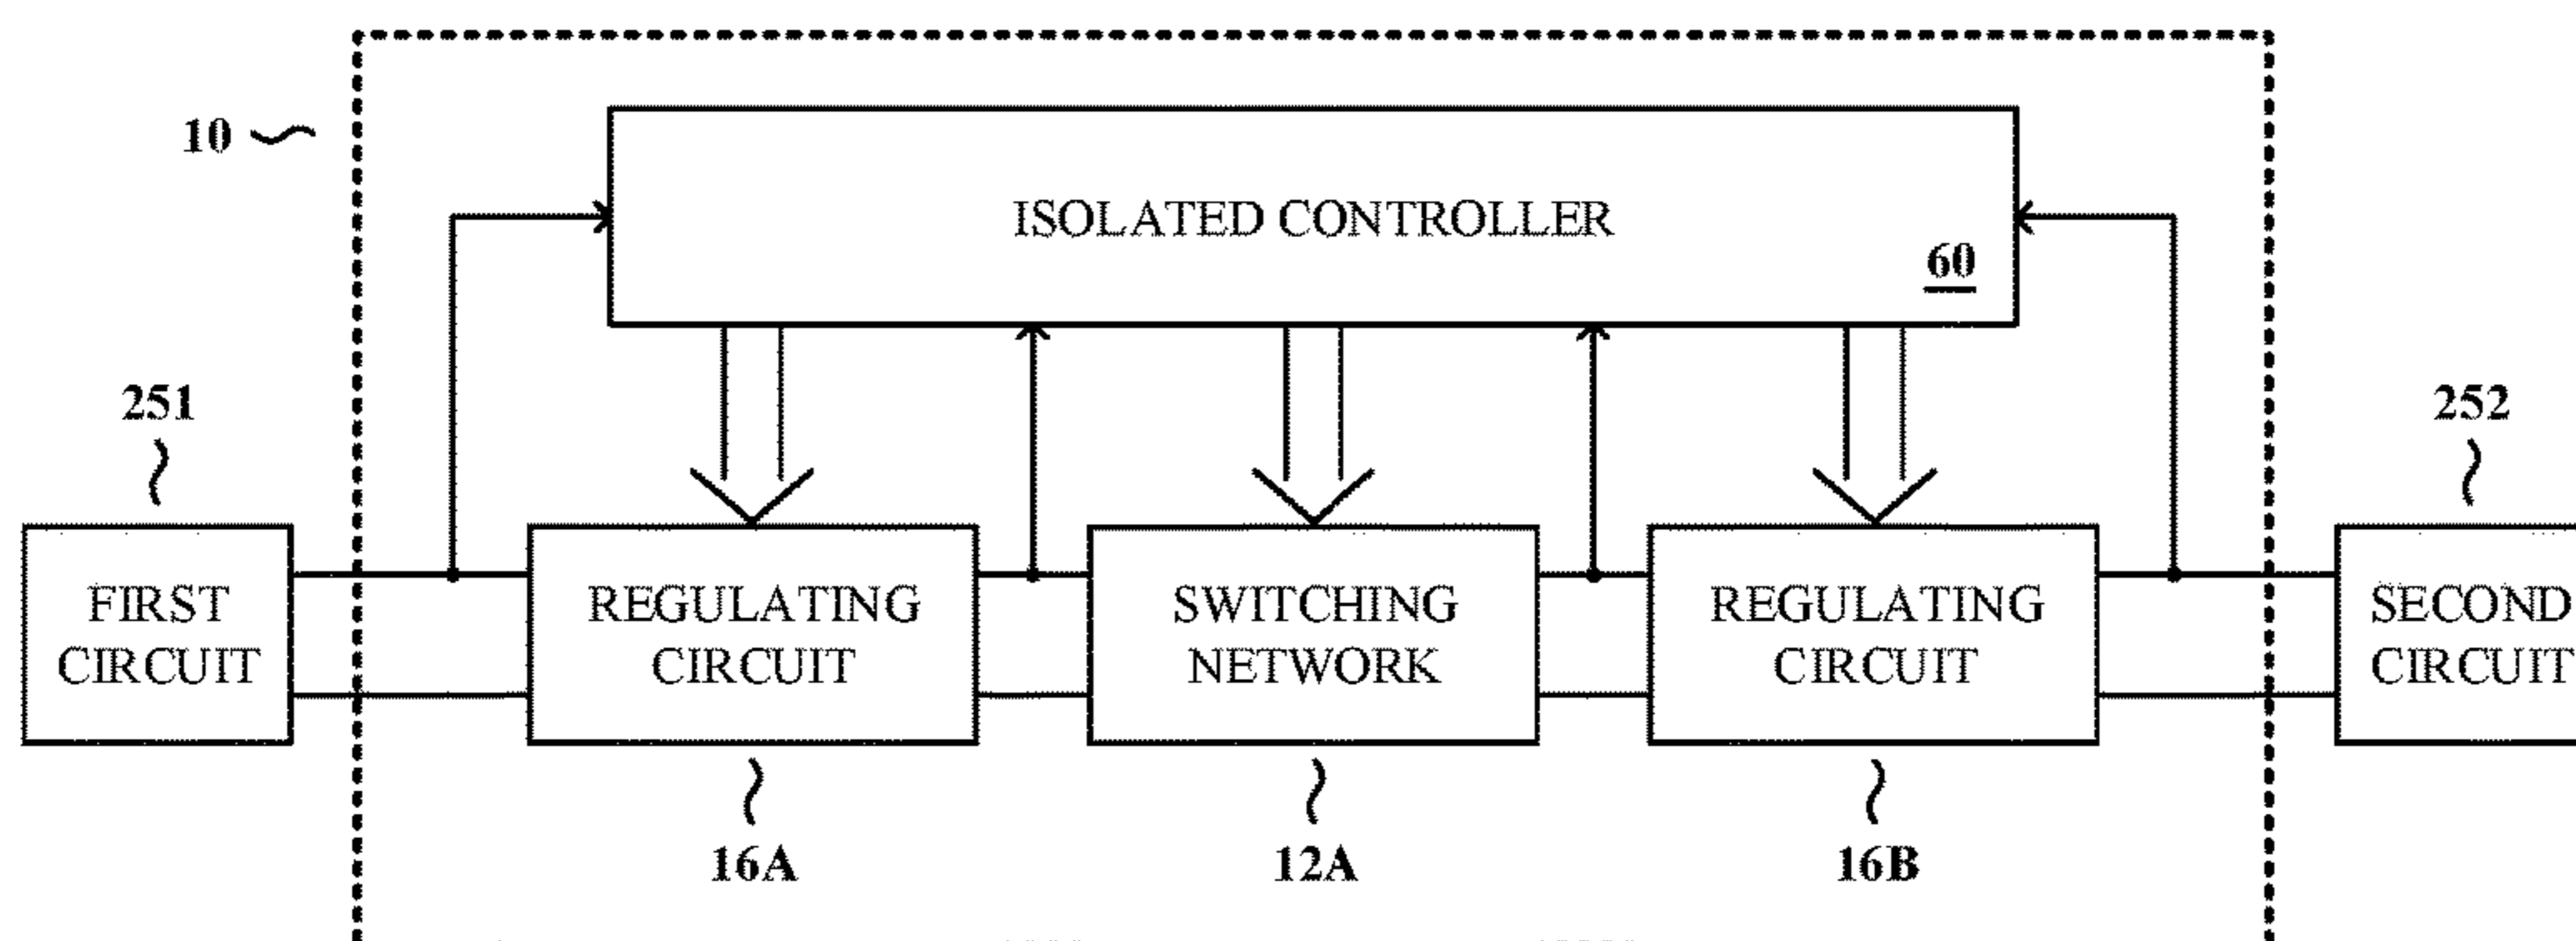 10
ISOLATED CONTROLLER
60
251
252
FIRST
CIRCUIT
REGULATING
CIRCUIT
SWITCHING
NETWORK
REGULATING
CIRCUIT
SECOND
CIRCUIT
16A
12A
16B